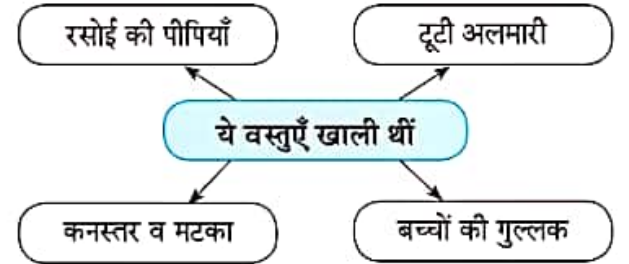 रसोई की पीपियाँ
टूटी अलमारी
ये वस्तुएँ खाली थीं
कनस्तर व मटका
बच्चों की गुल्लक